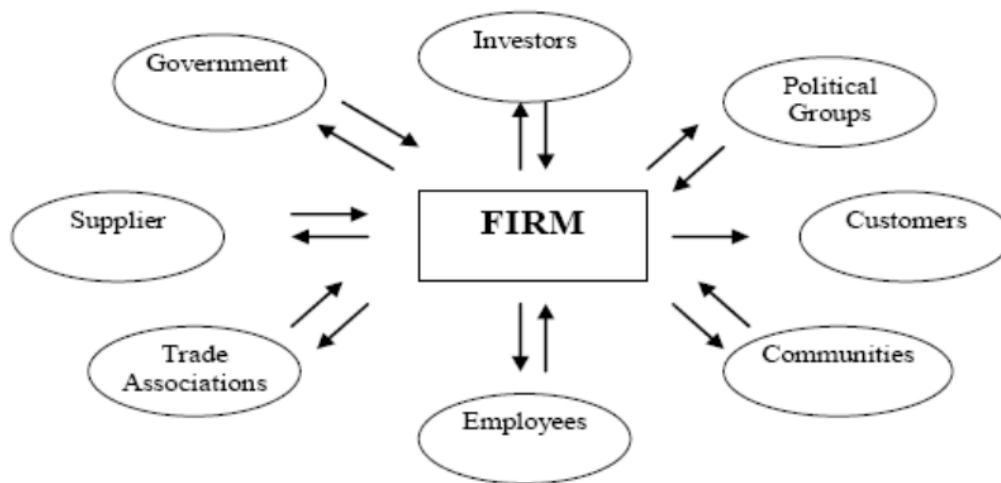 Investors
Government
Political
Groups
Supplier
FIRM
Customers
Trade
Associations
Communities
Employees